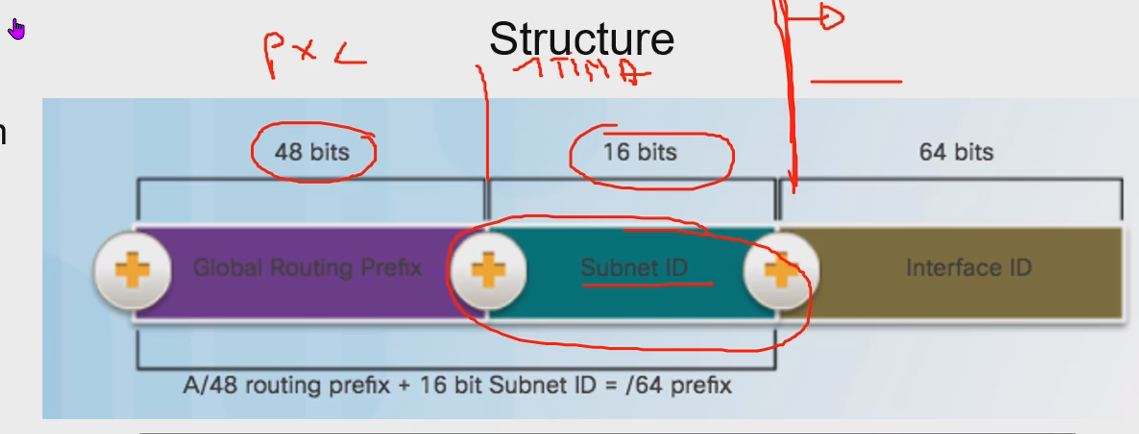 Structure
48 bits
16 bits
64 bits
Global Routing Prefix
Subnet ID
Interface ID
A/48 routing prefix + 16 bit Subnet ID = /64 prefix